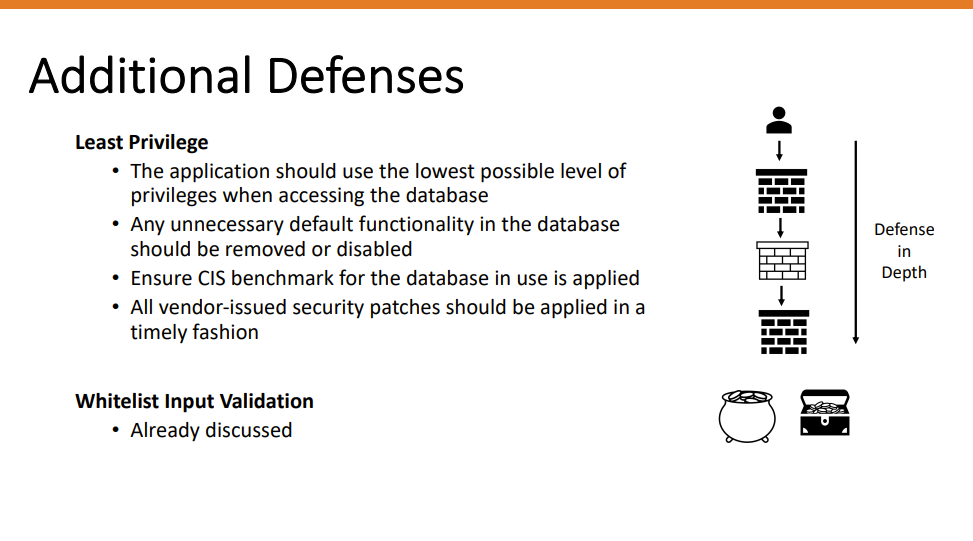 Additional Defenses
Least Privilege
• The application should use the lowest possible level of
privileges when accessing the database
• Any unnecessary default functionality in the database
should be removed or disabled
• Ensure CIS benchmark for the database in use is applied
• All vendor-issued security patches should be applied in a
timely fashion
Whitelist Input Validation
• Already discussed
Defense
in
Depth